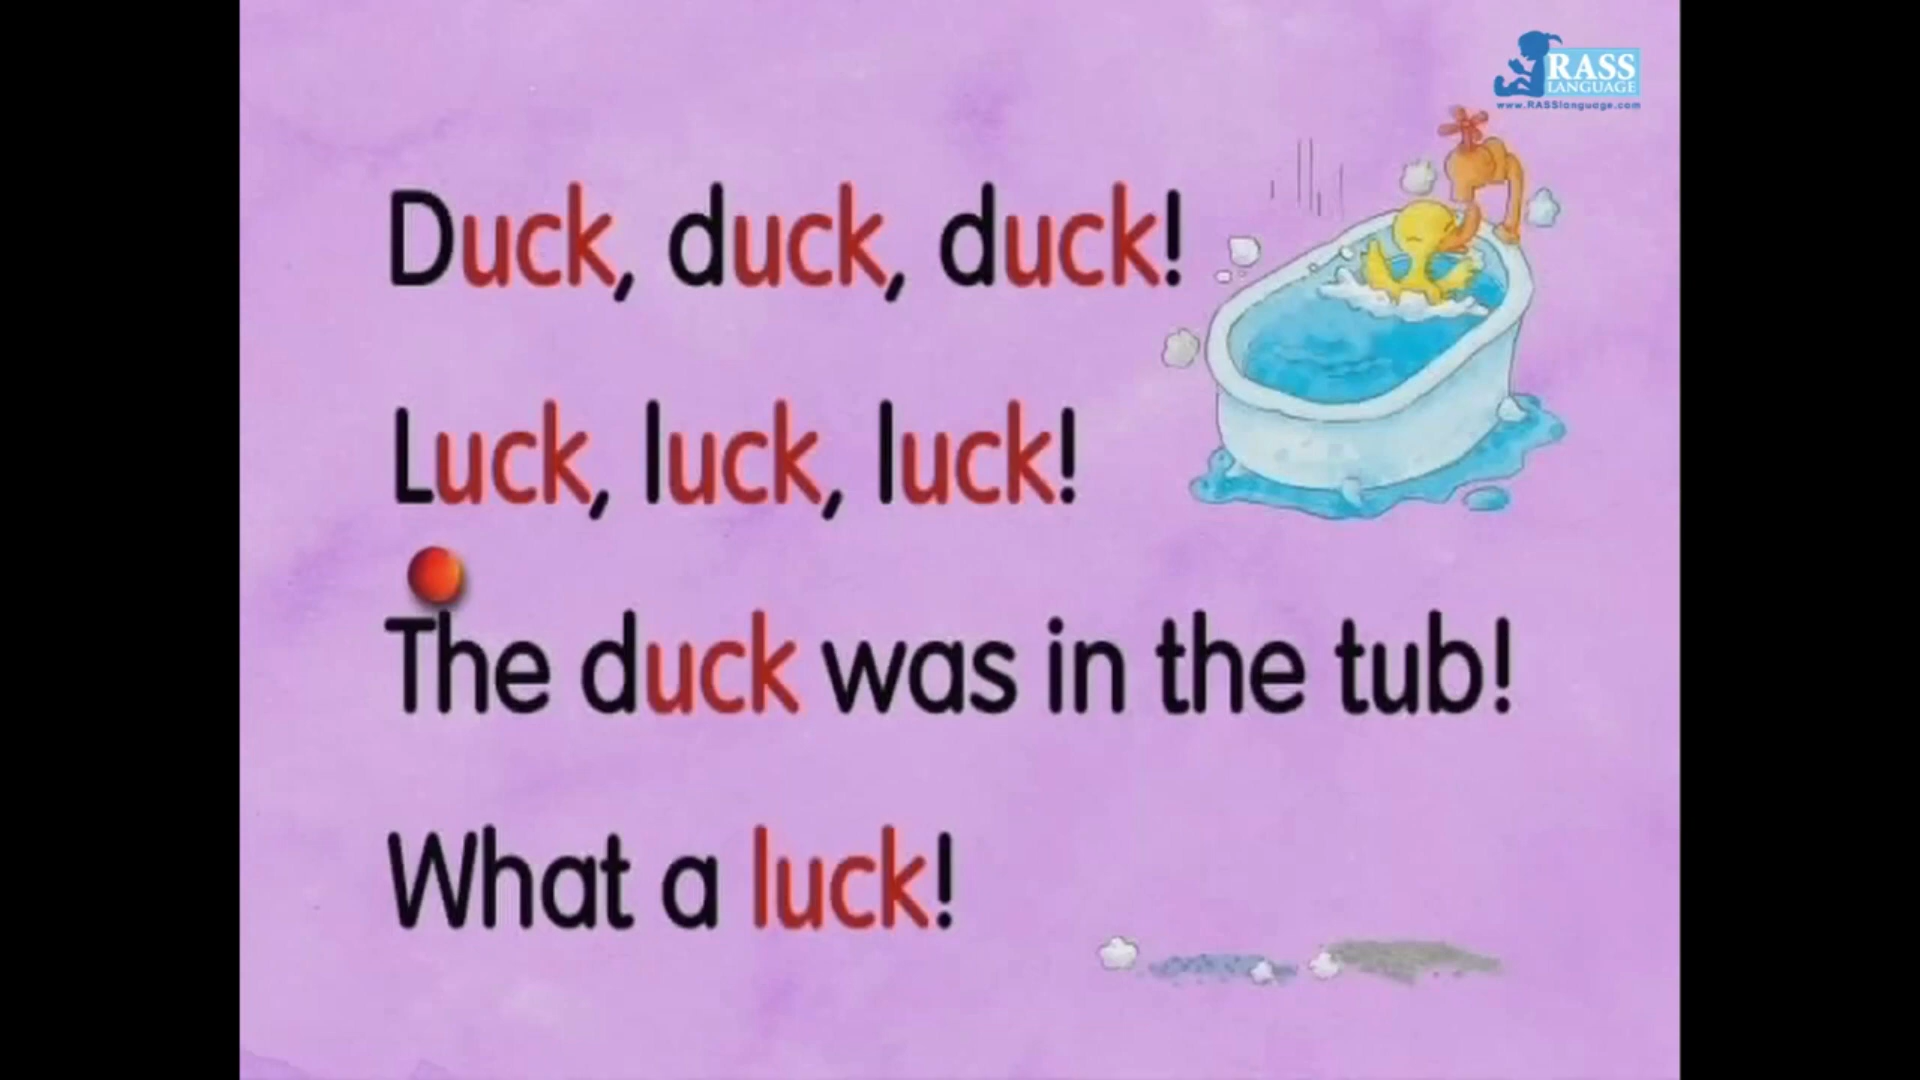 RASS
LANGUAGE
www.RASSlanguage.com
Duck, duck, duck!
Luck, luck, luck!
The duck was in the tub!
What a luck!